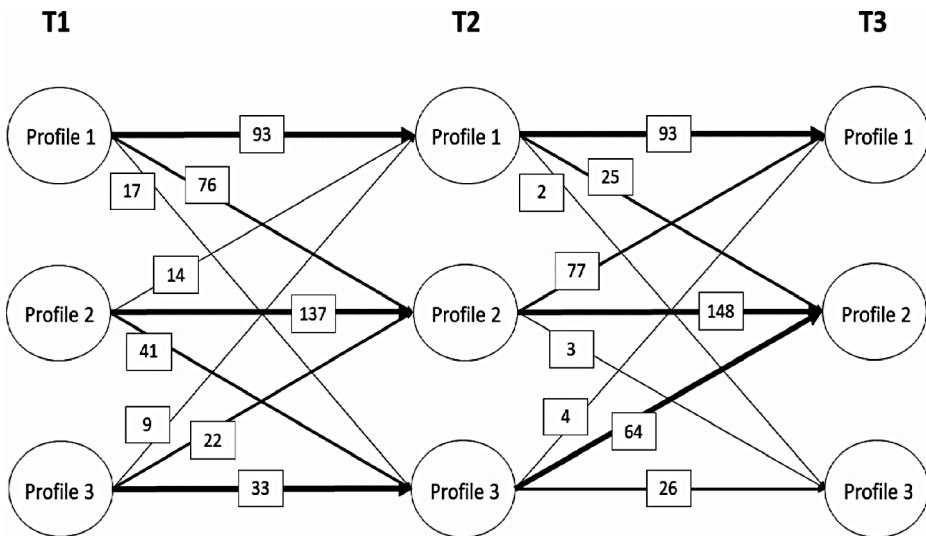 T1 T2 T3
Profile 1 93 Profile 1 93 Profile 1
17 76 2 25
14 77
Profile 2 137 Profile 2 148 Profile 2
41 3
9 22 4 64
Profile 3 33 Profile 3 26 Profile 3